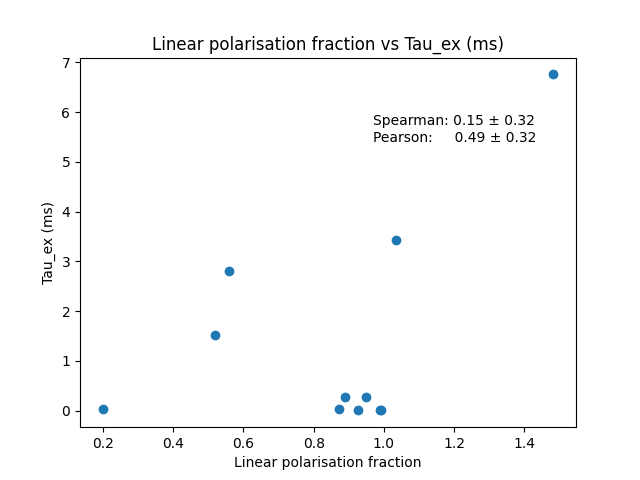 Linear polarisation fraction vs Tau_ex (ms)
7
6
5
4
3
2
1
0
Tau_ex (ms)
Spearman: 0.15 ± 0.32
Pearson: 0.49 ± 0.32
0.2 0.4 0.6 0.8 1.0 1.2 1.4
Linear polarisation fraction